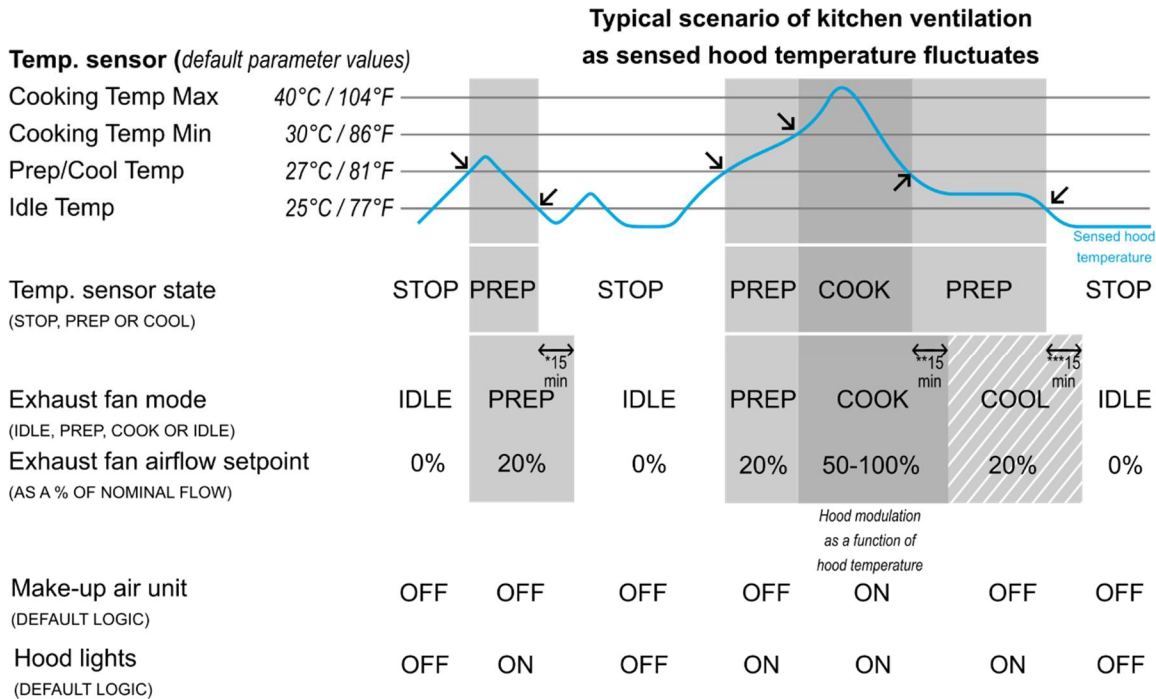 Typical scenario of kitchen ventilation
as sensed hood temperature fluctuates
Temp. sensor (default parameter values)
Cooking Temp Max 40°C / 104°F
Cooking Temp Min 30°C / 86°F
Prep/Cool Temp 27°C / 81°F
Idle Temp 25°C / 77°F
Sensed hood
temperature
Temp. sensor state STOP PREP STOP PREP COOK PREP STOP
(STOP, PREP OR COOL)
*15 **15 ***15
min min min
Exhaust fan mode IDLE PREP IDLE PREP COOK COOL IDLE
(IDLE, PREP, COOK OR IDLE)
Exhaust fan airflow setpoint 0% 20% 0% 20% 50-100% 20% 0%
(AS A % OF NOMINAL FLOW)
Hood modulation
as a function of
hood temperature
Make-up air unit OFF OFF OFF OFF ON OFF OFF
(DEFAULT LOGIC)
Hood lights OFF ON OFF ON ON ON OFF
(DEFAULT LOGIC)